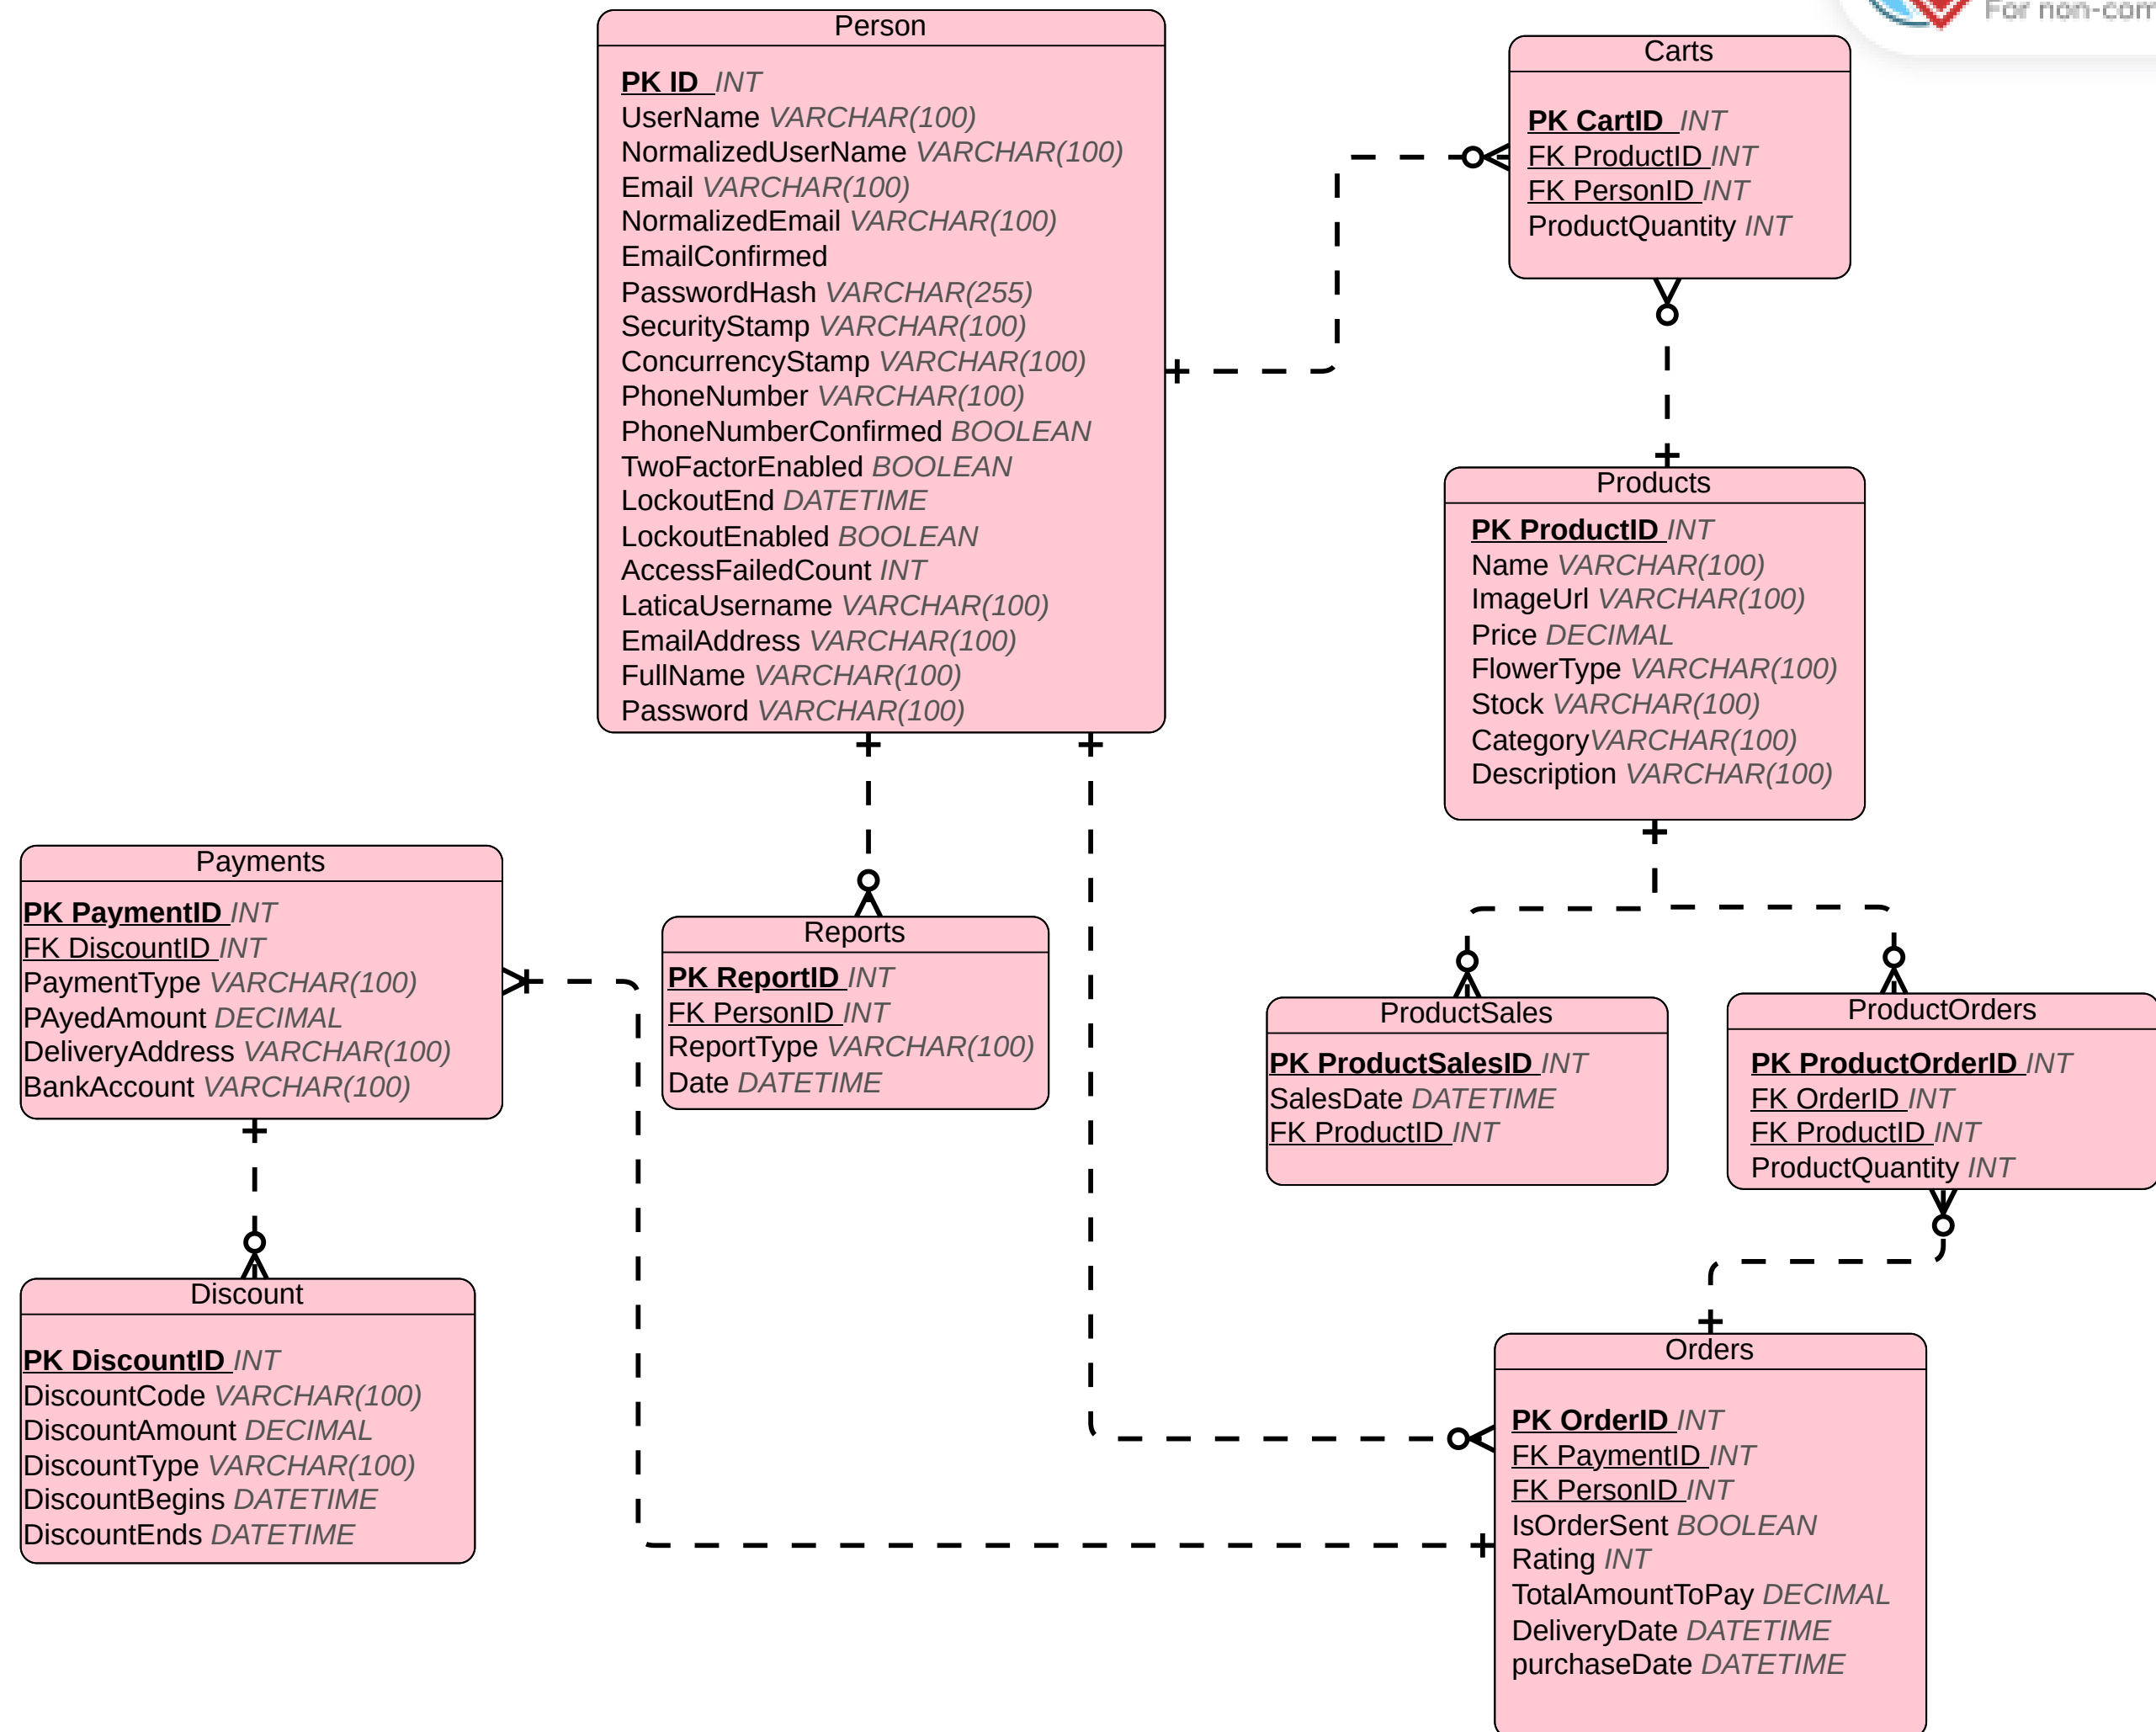 Person
PK ID INT
UserName VARCHAR(100)
NormalizedUserName VARCHAR(100)
Email VARCHAR(100)
NormalizedEmail VARCHAR(100)
EmailConfirmed
PasswordHash VARCHAR(255)
SecurityStamp VARCHAR(100)
ConcurrencyStamp VARCHAR(100)
PhoneNumber VARCHAR(100)
PhoneNumberConfirmed BOOLEAN
TwoFactorEnabled BOOLEAN
LockoutEnd DATETIME
LockoutEnabled BOOLEAN
AccessFailedCount INT
LaticaUsername VARCHAR(100)
EmailAddress VARCHAR(100)
FullName VARCHAR(100)
Password VARCHAR(100)
For non-com
Carts
PK CartID INT
FK ProductID INT
FK PersonID INT
ProductQuantity INT
Products
PK ProductID INT
Name VARCHAR(100)
ImageUrl VARCHAR(100)
Price DECIMAL
FlowerType VARCHAR(100)
Stock VARCHAR(100)
CategoryVARCHAR(100)
Description VARCHAR(100)
Payments
PK PaymentID INT
FK DiscountID INT
PaymentType VARCHAR(100)
PAyedAmount DECIMAL
DeliveryAddress VARCHAR(100)
BankAccount VARCHAR(100)
Reports
PK ReportID INT
FK PersonID INT
ReportType VARCHAR(100)
Date DATETIME
ProductSales
PK ProductSalesID INT
SalesDate DATETIME
FK ProductID INT
ProductOrders
PK ProductOrderID INT
FK OrderID INT
FK ProductID INT
ProductQuantity INT
Discount
PK DiscountID INT
DiscountCode VARCHAR(100)
DiscountAmount DECIMAL
DiscountType VARCHAR(100)
DiscountBegins DATETIME
DiscountEnds DATETIME
Orders
PK OrderID INT
FK PaymentID INT
FK PersonID INT
IsOrderSent BOOLEAN
Rating INT
TotalAmountToPay DECIMAL
DeliveryDate DATETIME
purchaseDate DATETIME